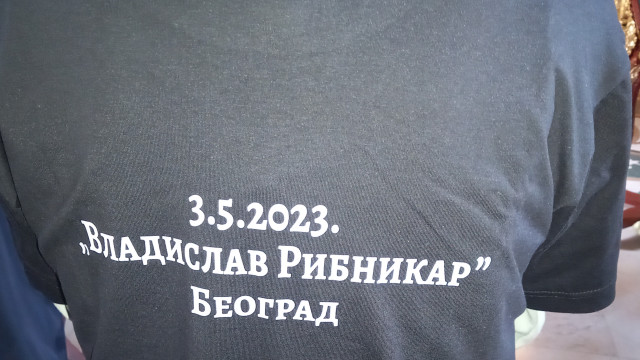 3.5.2023.
„Владислав Рибникар”
Београд